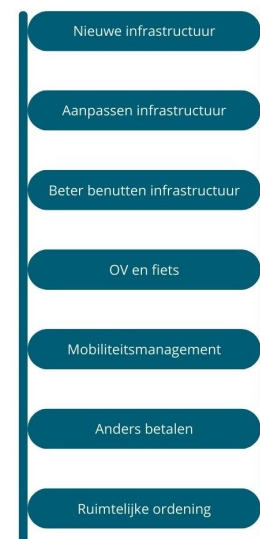 Nieuwe infrastructuur
Aanpassen infrastructuur
Beter benutten infrastructuur
OV en fiets
Mobiliteitsmanagement
Anders betalen
Ruimtelijke ordening